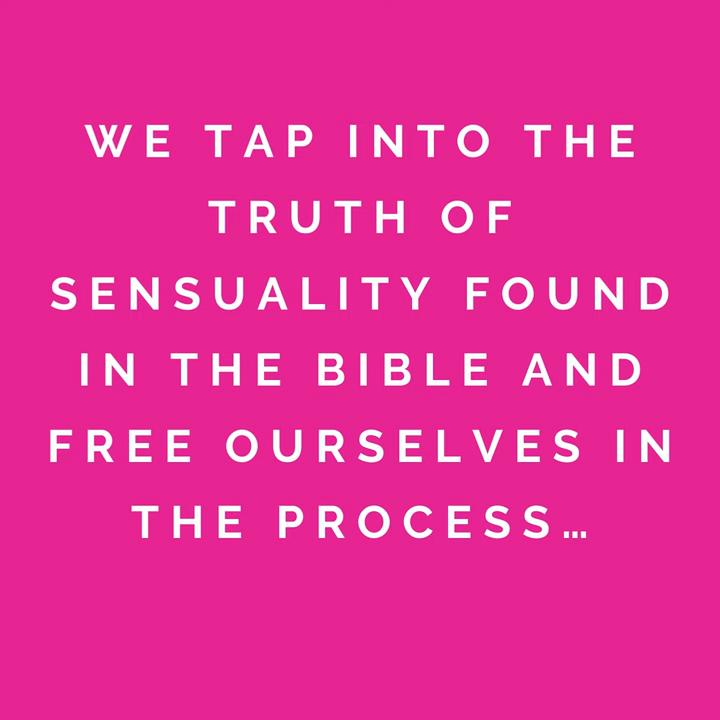 WE TAP INTO THE
TRUTH OF
SENSUALITY FOUND
IN THE BIBLE AND
FREE OURSELVES IN
THE PROCESS…